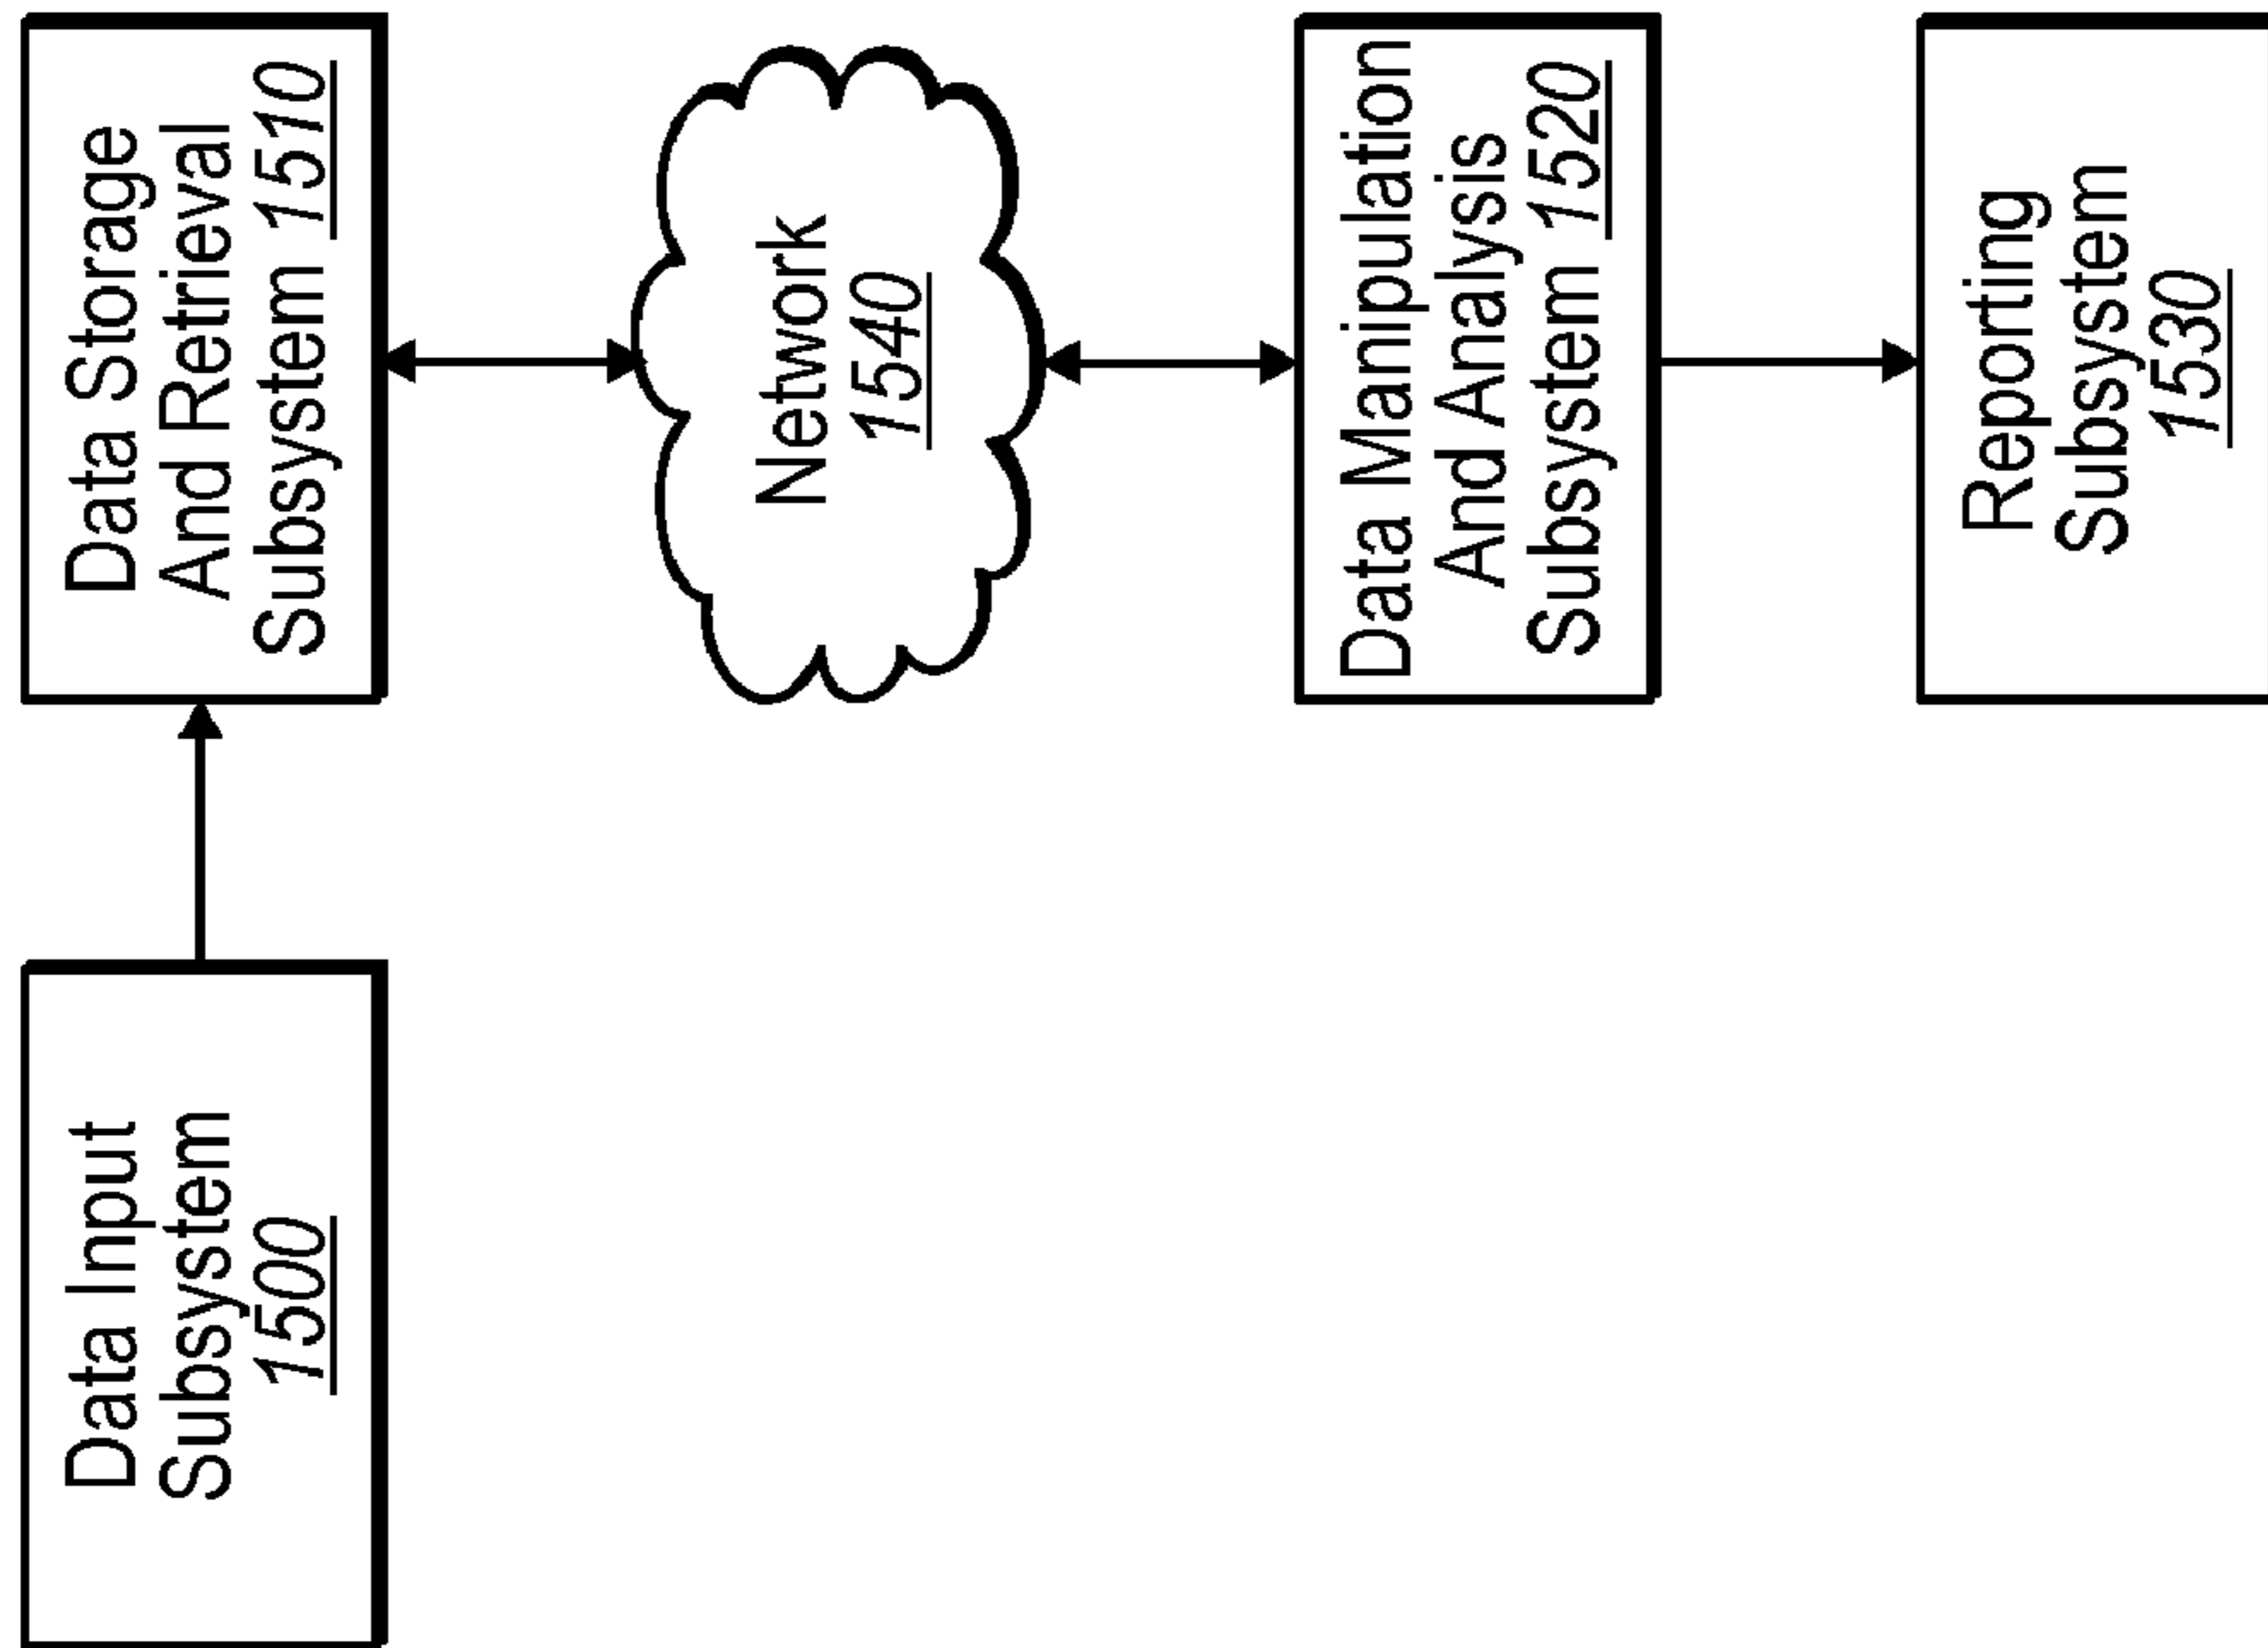 Data Input
Subsystem
1500
Data Storage
And Retrieval
Subsystem 1510
Network
1540
Data Manipulation
And Analysis
Subsystem 1520
Reporting
Subsystem
1530